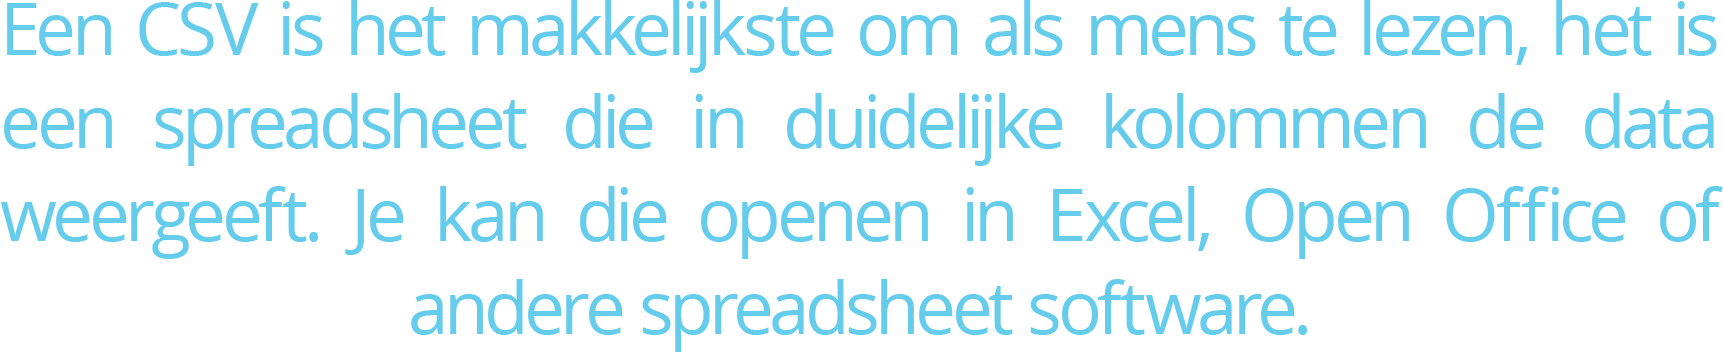 Een CSV is het makkelijkste om als mens te lezen, het is
een spreadsheet die in duidelijke kolommen de data
weergeeft. Je kan die openen in Excel, Open Office of
andere spreadsheet software.